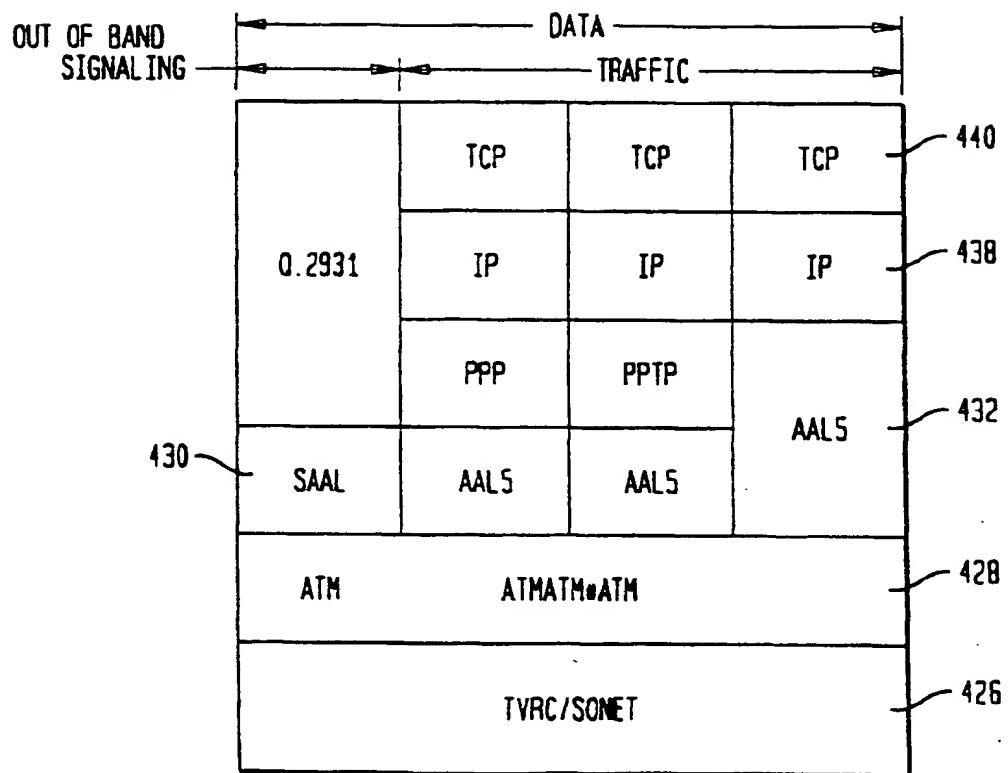 DATA
OUT OF BAND
SIGNALING
TRAFFIC
TCP TCP TCP 440
Q.2931 IP IP IP 438
PPP PPTP
AAL5 432
430 SAAL AAL5 AAL5
ATM ATMATM*ATM 428
TVRC/SONET 426